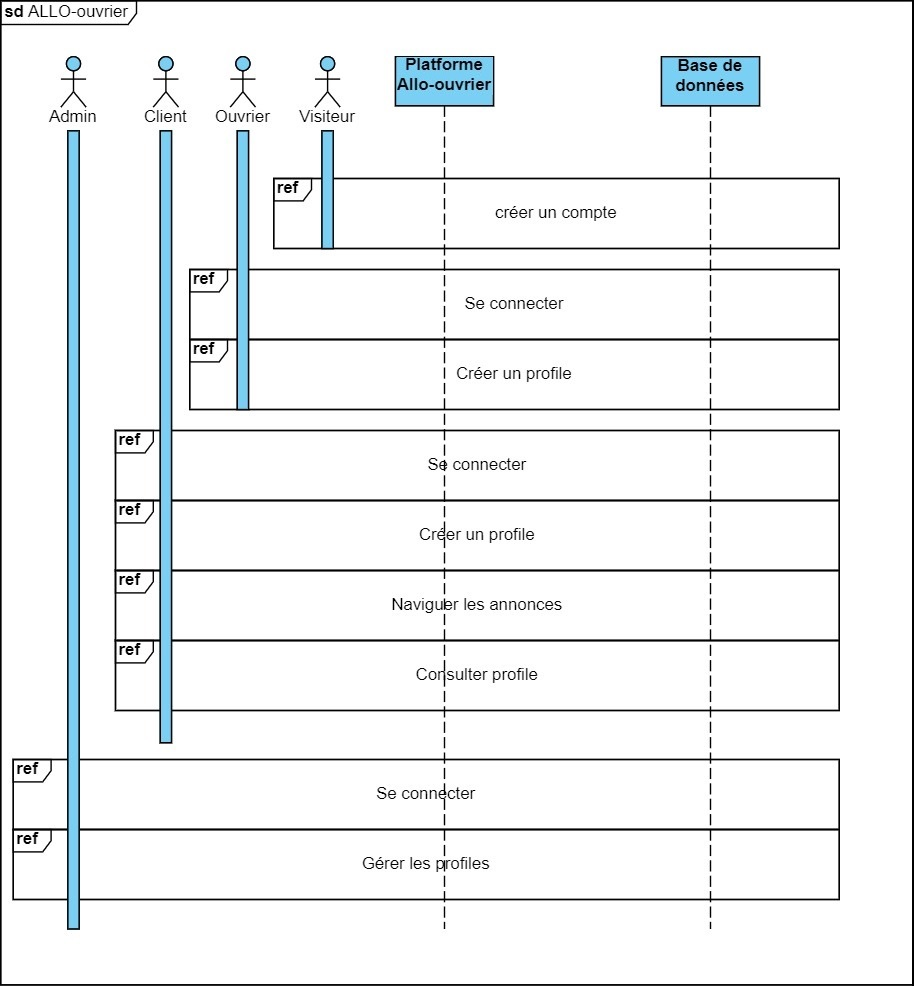 sd ALLO-ouvrier
Admin
Client
Ouvrier
Visiteur
Platforme
Allo-ouvrier
Base de
données
ref
créer un compte
ref
Se connecter
ref
Créer un profile
ref
Se connecter
ref
Créer un profile
ref
Naviguer les annonces
ref
Consulter profile
ref
Se connecter
ref
Gérer les profiles